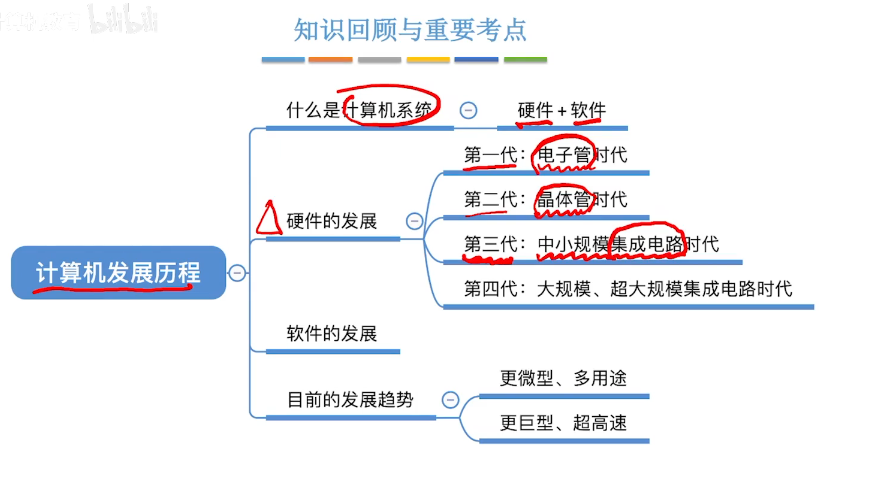 bilibili
知识回顾与重要考点
什么是计算机系统
硬件+软件
第一代：电子管时代
第二代：晶体管时代
硬件的发展
第三代：中小规模集成电路时代
计算机发展历程
第四代：大规模、超大规模集成电路时代
软件的发展
目前的发展趋势
更微型、多用途
更巨型、超高速